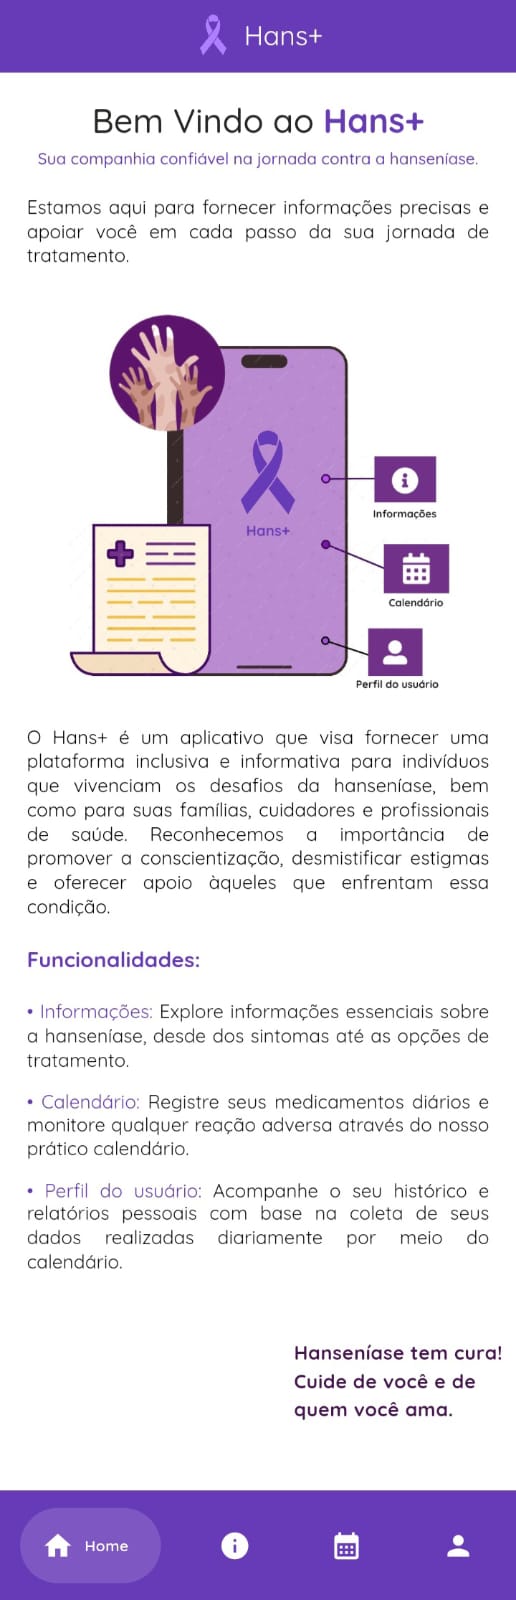 Hans+
Bem Vindo ao Hans+
Sua companhia confiável na jornada contra a hanseníase.
Estamos aqui para fornecer informações precisas e
apoiar você em cada passo da sua jornada de
tratamento.
Hans+
Informações
Calendário
Perfil do usuário
O Hans+ é um aplicativo que visa fornecer uma
plataforma inclusiva e informativa para indivíduos
que vivenciam os desafios da hanseníase, bem
como para suas famílias, cuidadores e profissionais
de saúde. Reconhecemos a importância de
promover a conscientização, desmistificar estigmas
e oferecer apoio àqueles que enfrentam essa
condição.
Funcionalidades:
• Informações: Explore informações essenciais sobre
a hanseníase, desde dos sintomas até as opções de
tratamento.
• Calendário: Registre seus medicamentos diários e
monitore qualquer reação adversa através do nosso
prático calendário.
• Perfil do usuário: Acompanhe o seu histórico e
relatórios pessoais com base na coleta de seus
dados realizadas diariamente por meio do
calendário.
Hanseníase tem cura!
Cuide de você e de
quem você ama.
Home